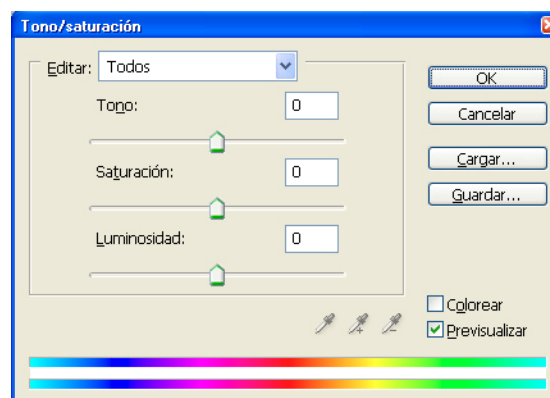 Tono/saturación
Editar: Todos
Tono: 0
Saturación: 0
Luminosidad: 0
OK
Cancelar
Cargar...
Guardar...
Colorear
Previsualizar